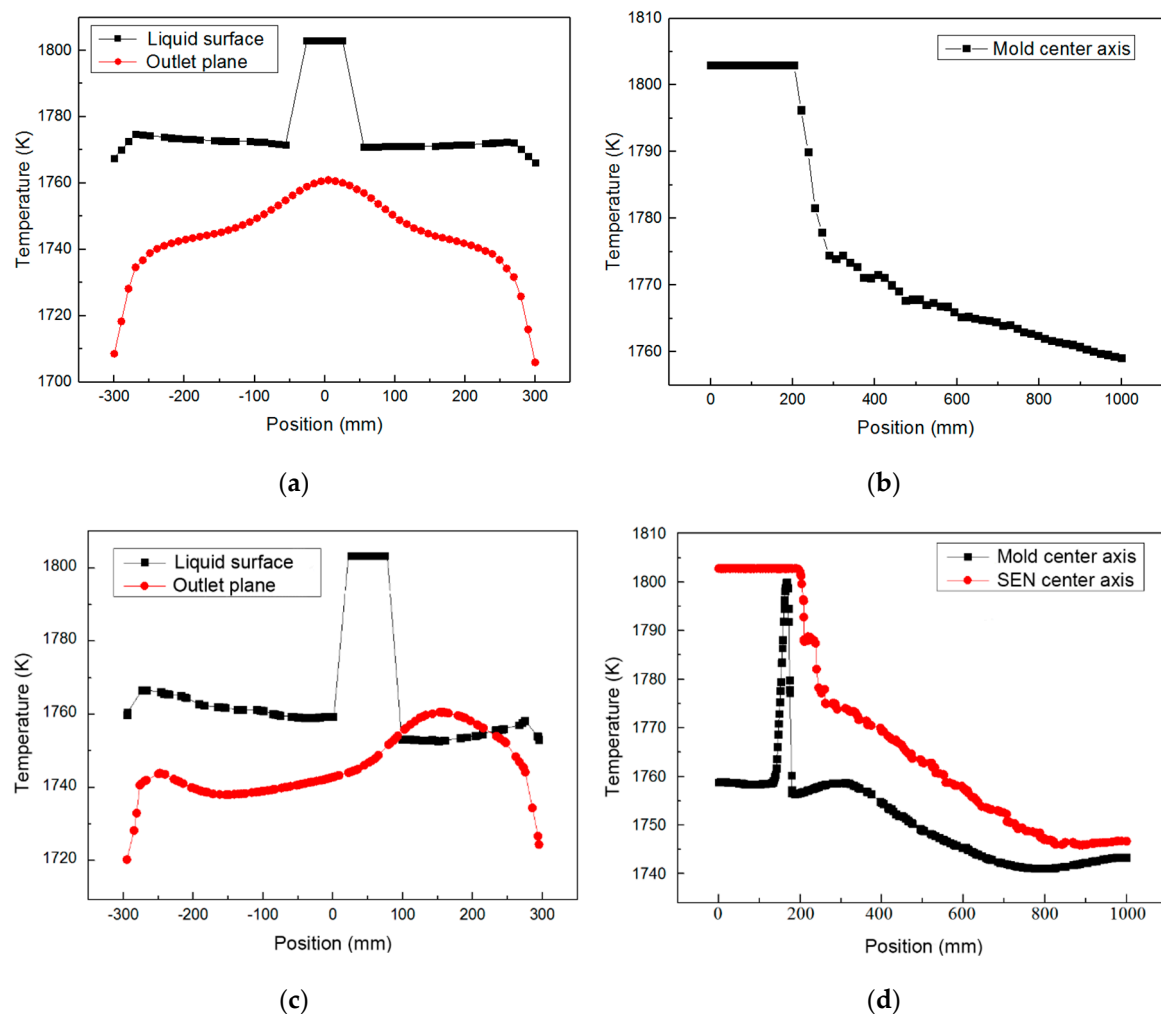 Liquid surface
Outlet plane
1800
1780
1760
1740
1720
1700
-300 -200 -100 0 100 200 300
Temperature (K)
Position (mm)
(a)
Mold center axis
1810
1800
1790
1780
1770
1760
0 200 400 600 800 1000
Temperature (K)
Position (mm)
(b)
Liquid surface
Outlet plane
1800
1780
1760
1740
1720
-300 -200 -100 0 100 200 300
Temperature (K)
Position (mm)
(c)
Mold center axis
SEN center axis
1810
1800
1790
1780
1770
1760
1750
1740
0 200 400 600 800 1000
Temperature (K)
Position (mm)
(d)